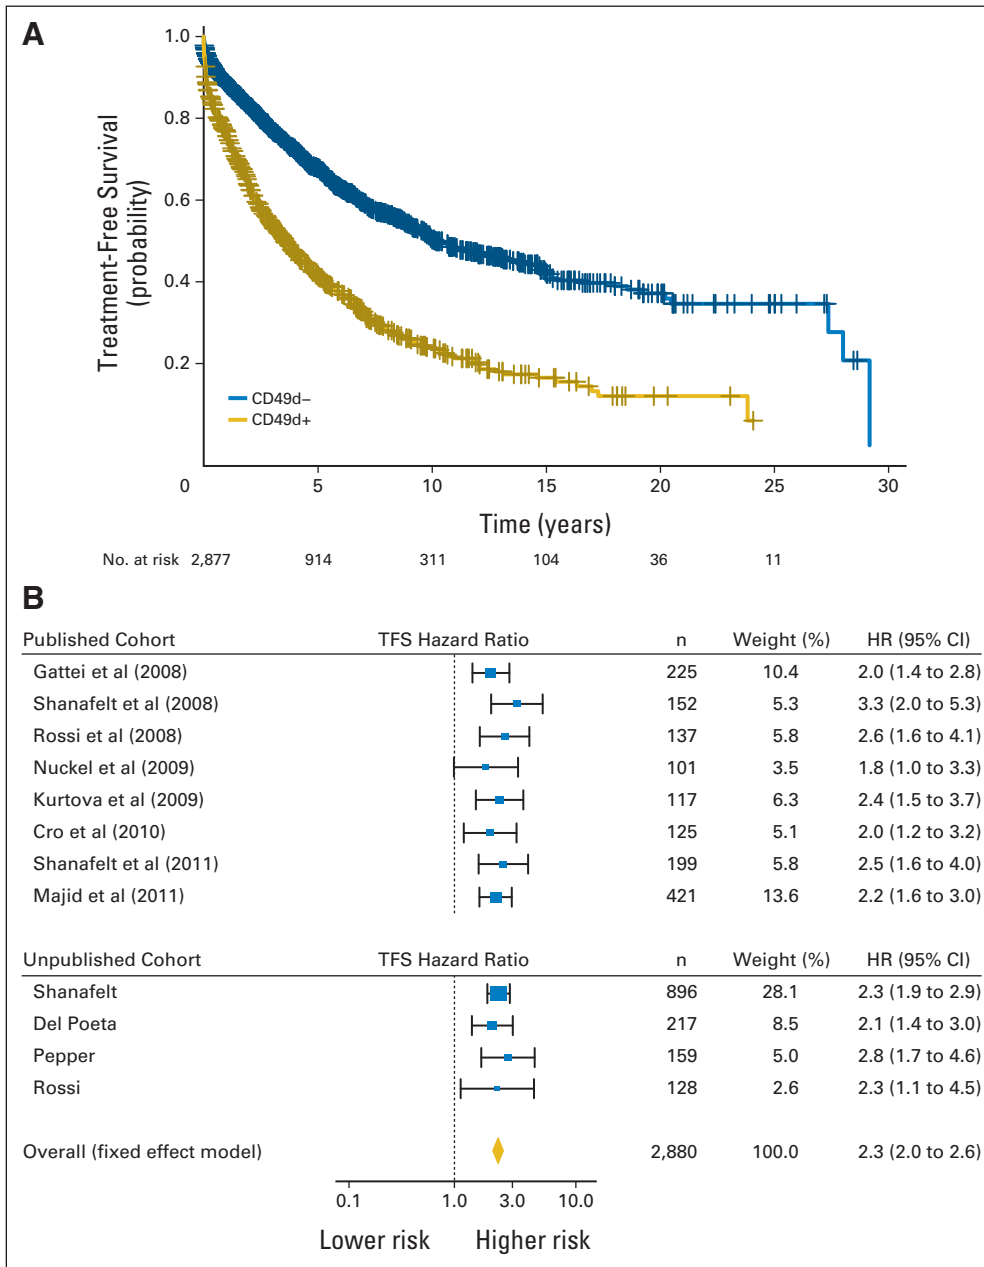 A
1.0
0.8
0.6
0.4
0.2
Treatment-Free Survival
(probability)
CD49d–
CD49d+
0 5 10 15 20 25 30
Time (years)
No. at risk 2,877 914 311 104 36 11
B
Published Cohort TFS Hazard Ratio n Weight (%) HR (95% CI)
Gattei et al (2008) 225 10.4 2.0 (1.4 to 2.8)
Shanafelt et al (2008) 152 5.3 3.3 (2.0 to 5.3)
Rossi et al (2008) 137 5.8 2.6 (1.6 to 4.1)
Nuckel et al (2009) 101 3.5 1.8 (1.0 to 3.3)
Kurtova et al (2009) 117 6.3 2.4 (1.5 to 3.7)
Cro et al (2010) 125 5.1 2.0 (1.2 to 3.2)
Shanafelt et al (2011) 199 5.8 2.5 (1.6 to 4.0)
Majid et al (2011) 421 13.6 2.2 (1.6 to 3.0)
Unpublished Cohort TFS Hazard Ratio n Weight (%) HR (95% CI)
Shanafelt 896 28.1 2.3 (1.9 to 2.9)
Del Poeta 217 8.5 2.1 (1.4 to 3.0)
Pepper 159 5.0 2.8 (1.7 to 4.6)
Rossi 128 2.6 2.3 (1.1 to 4.5)
Overall (fixed effect model) 2,880 100.0 2.3 (2.0 to 2.6)
0.1 1.0 3.0 10.0
Lower risk Higher risk